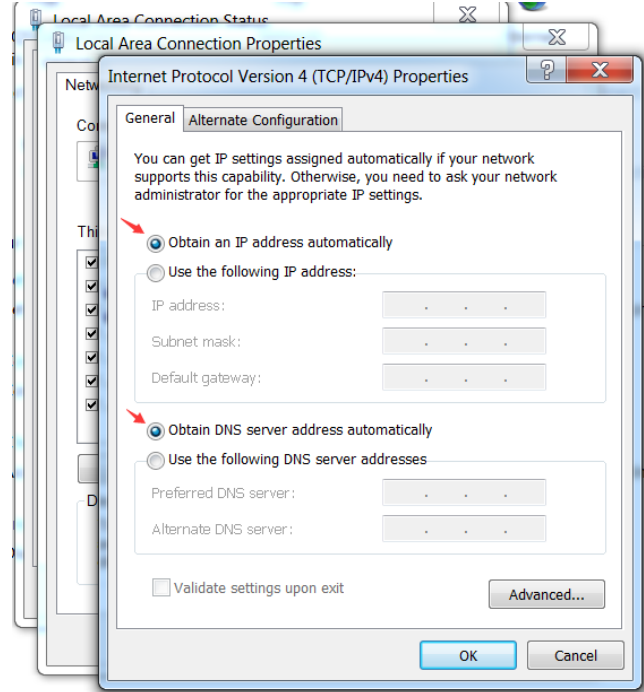 Local Area Connection Status
Local Area Connection Properties
Internet Protocol Version 4 (TCP/IPv4) Properties
Netw
General
Alternate Configuration
Co
You can get IP settings assigned automatically if your network
supports this capability. Otherwise, you need to ask your network
administrator for the appropriate IP settings.
Thi
Obtain an IP address automatically
Use the following IP address:
IP address:
Subnet mask:
Default gateway:
Obtain DNS server address automatically
Use the following DNS server addresses
Preferred DNS server:
D
Alternate DNS server:
Validate settings upon exit
Advanced...
OK
Cancel